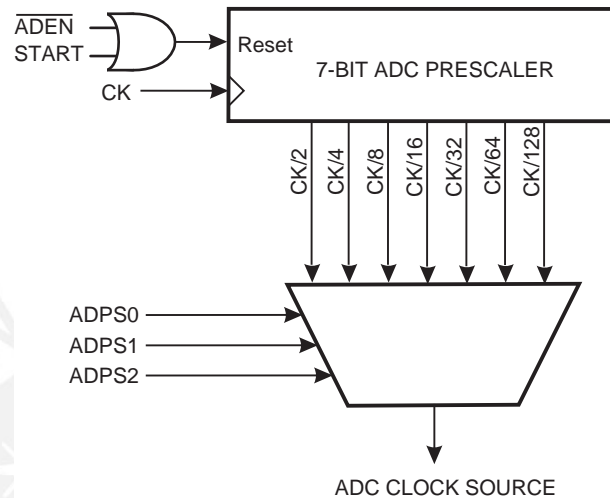 ADEN
START
Reset
7-BIT ADC PRESCALER
CK
CK/2
CK/4
CK/8
CK/16
CK/32
CK/64
CK/128
ADPS0
ADPS1
ADPS2
ADC CLOCK SOURCE